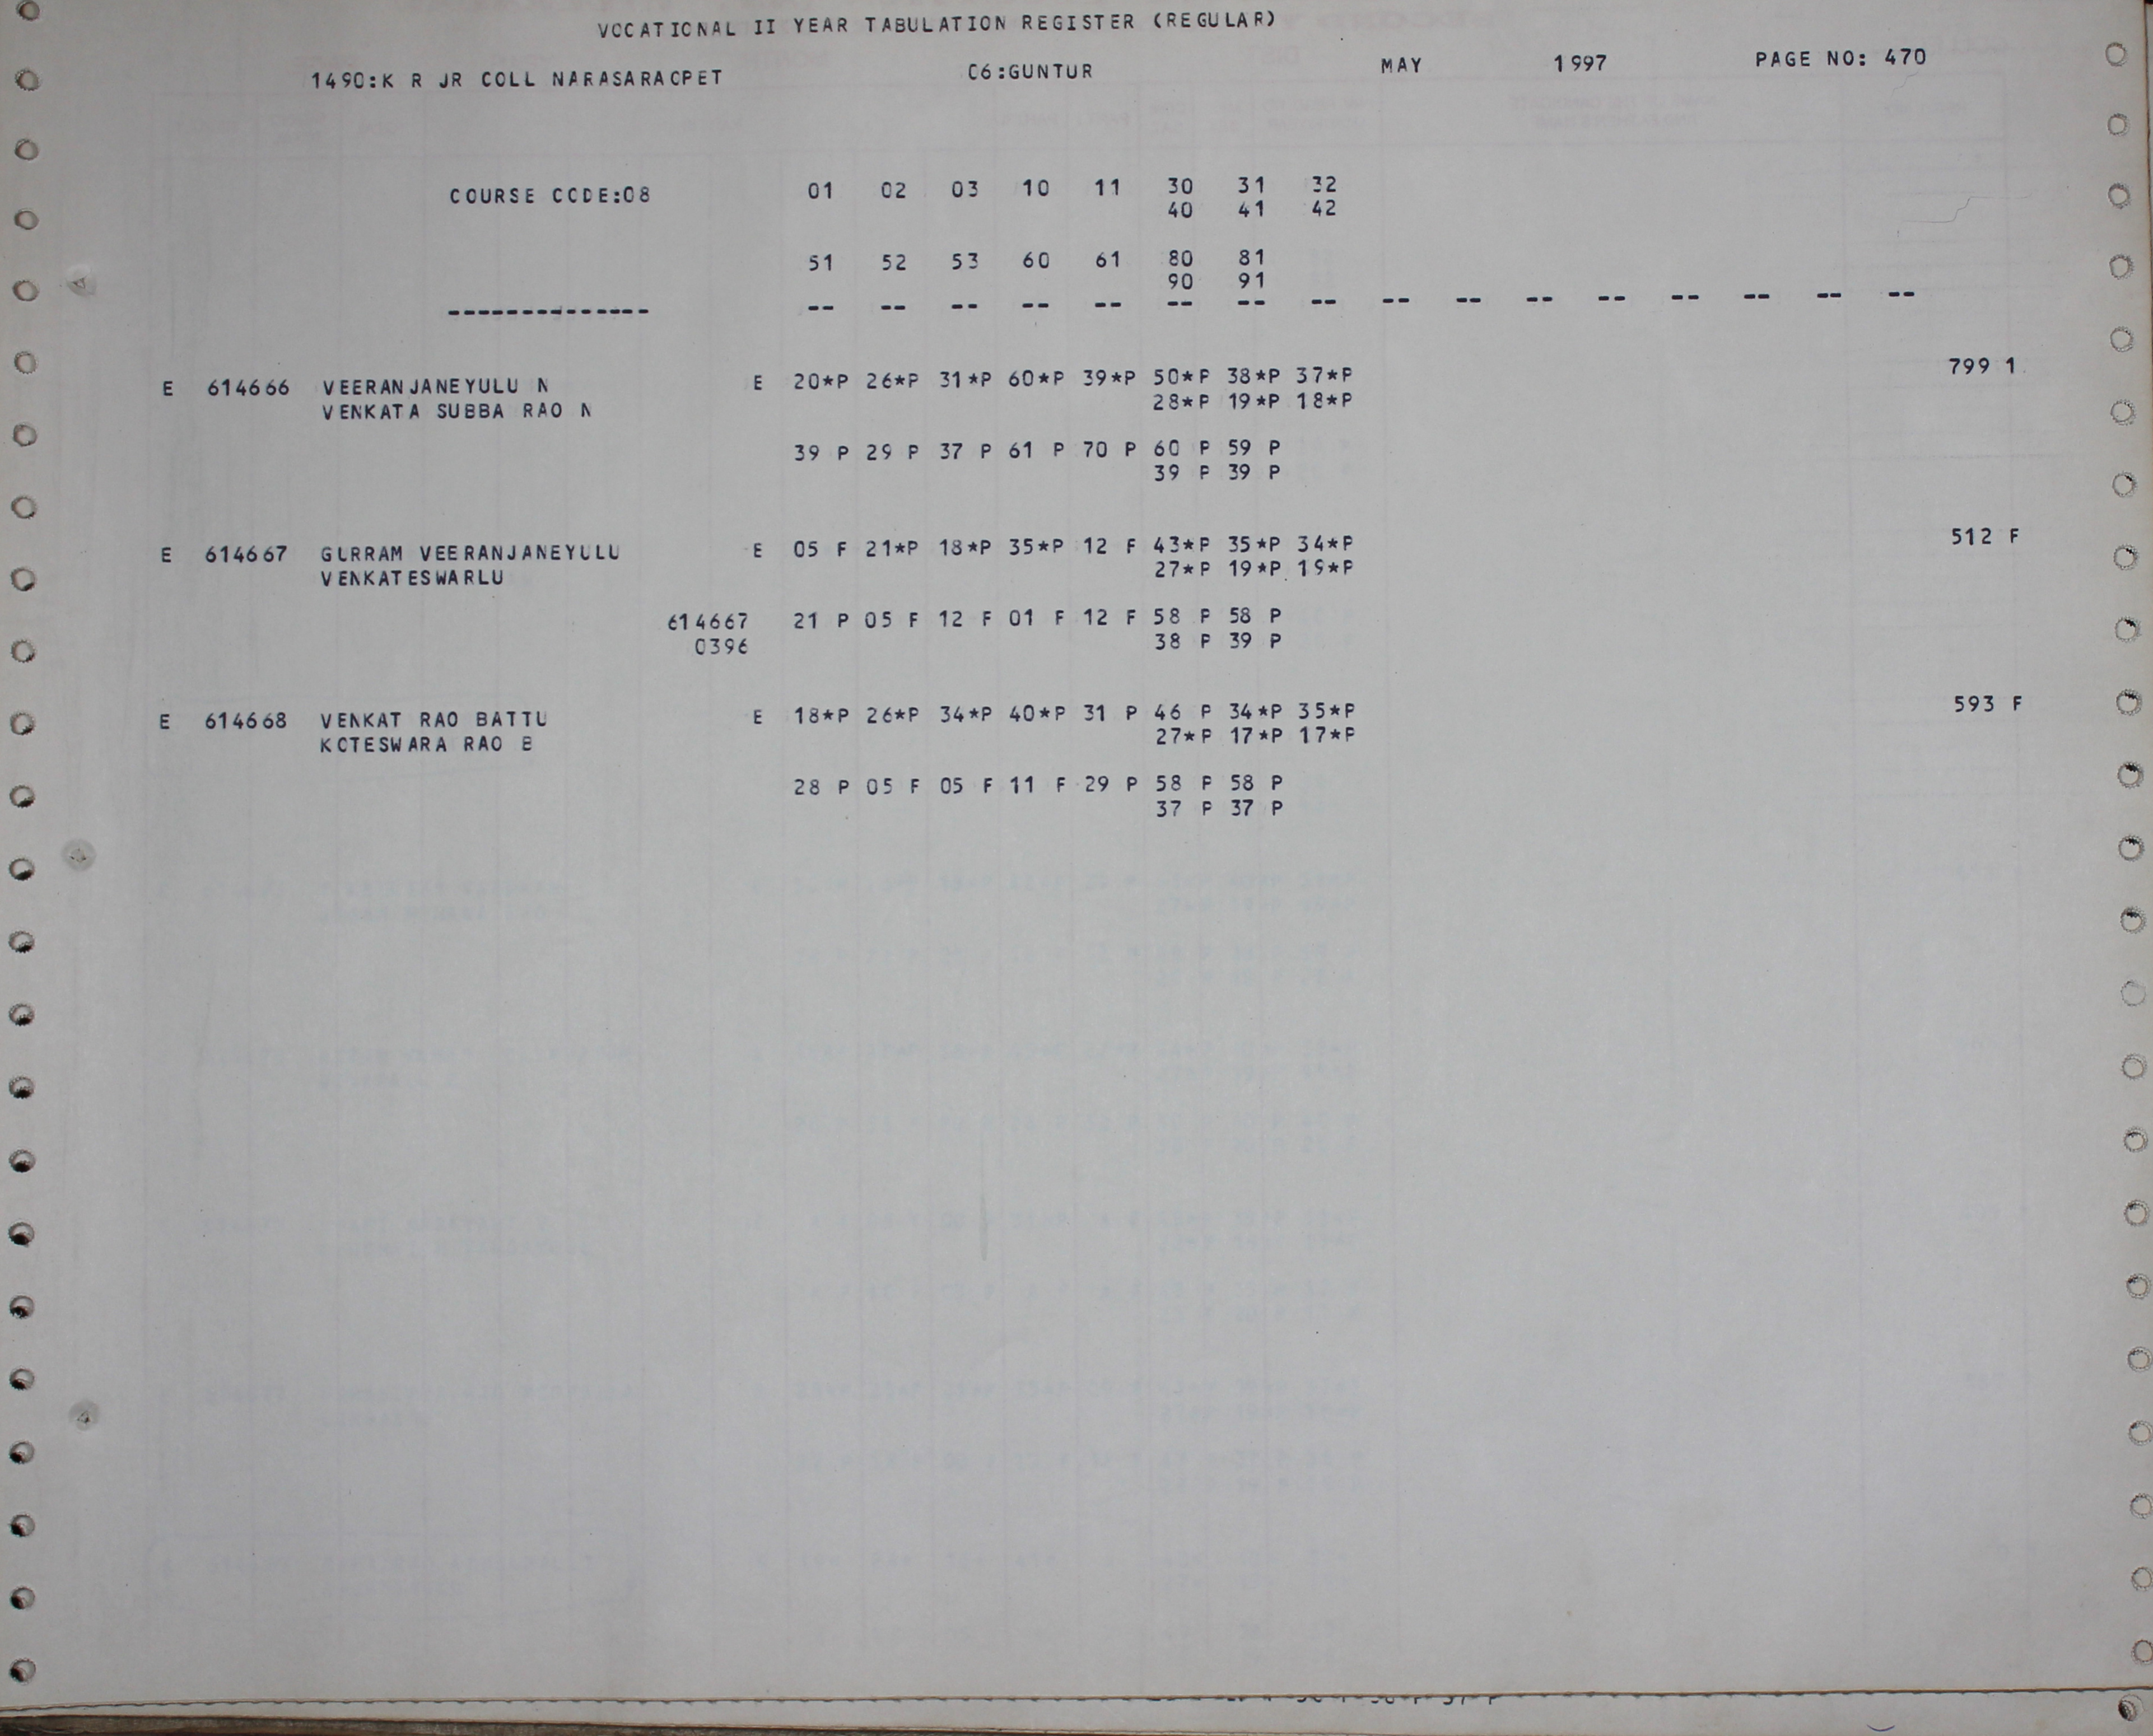 VOCATIONAL II YEAR TABULATION REGISTER (REGULAR)
1490:K R JR COLL NARASARAOPET 06:GUNTUR MAY 1997 PAGE NO: 470
COURSE CODE:08 01 02 03 10 11 30 31 32
40 41 42
51 52 53 60 61 80 81
90 91
-------------- -- -- -- -- -- -- -- -- -- -- -- -- -- -- -- --
E 614666 VEERANJANEYULU N E 20*P 26*P 31*P 60*P 39*P 50*P 38*P 37*P 799 1
VENKATA SUBBA RAO N 28*P 19*P 18*P
39 P 29 P 37 P 61 P 70 P 60 P 59 P
39 P 39 P
E 614667 GURRAM VEERANJANEYULU E 05 F 21*P 18*P 35*P 12 F 43*P 35*P 34*P 512 F
VENKATESWARLU 27*P 19*P 19*P
614667 21 P 05 F 12 F 01 F 12 F 58 P 58 P
0396 38 P 39 P
E 614668 VENKAT RAO BATTU E 18*P 26*P 34*P 40*P 31 P 46 P 34*P 35*P 593 F
KOTESWARA RAO B 27*P 17*P 17*P
28 P 05 F 05 F 11 F 29 P 58 P 58 P
37 P 37 P